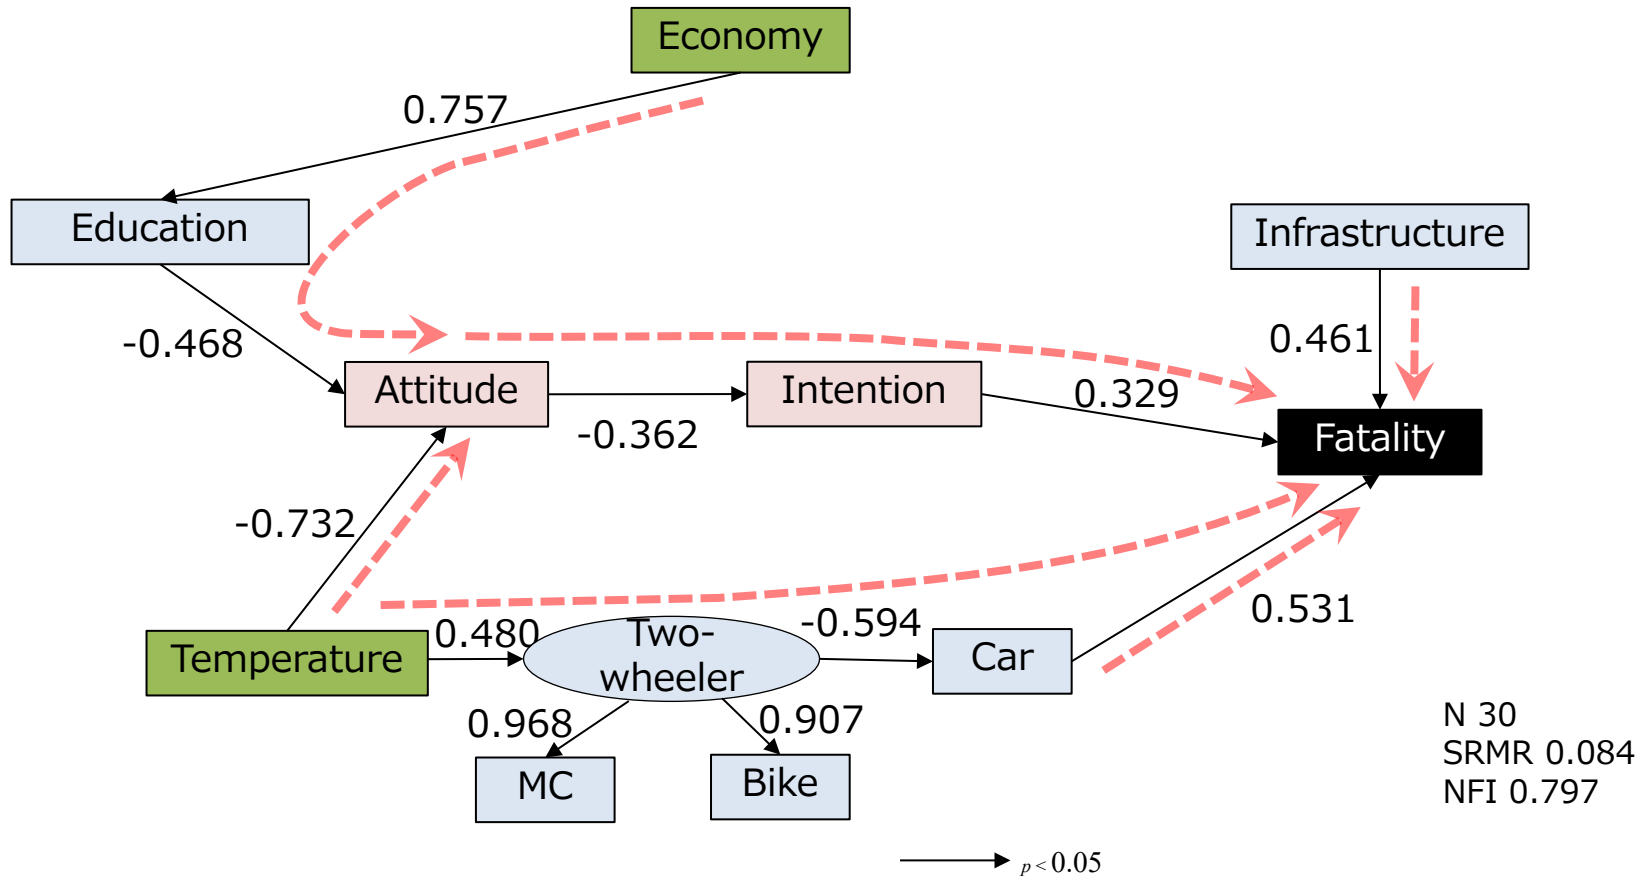 Economy
0.757
Education
Infrastructure
-0.468
0.461
Attitude
Intention
0.329
-0.362
Fatality
-0.732
Temperature
0.480
Two-
wheeler
-0.594
Car
0.531
0.968
0.907
MC
Bike
N 30
SRMR 0.084
NFI 0.797
p < 0.05